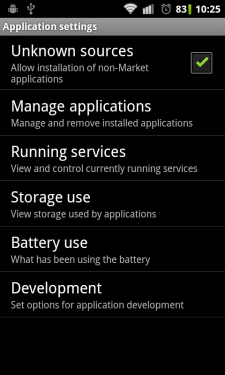 83 10:25
Application settings
Unknown sources
Allow installation of non-Market
applications
Manage applications
Manage and remove installed applications
Running services
View and control currently running services
Storage use
View storage used by applications
Battery use
What has been using the battery
Development
Set options for application development